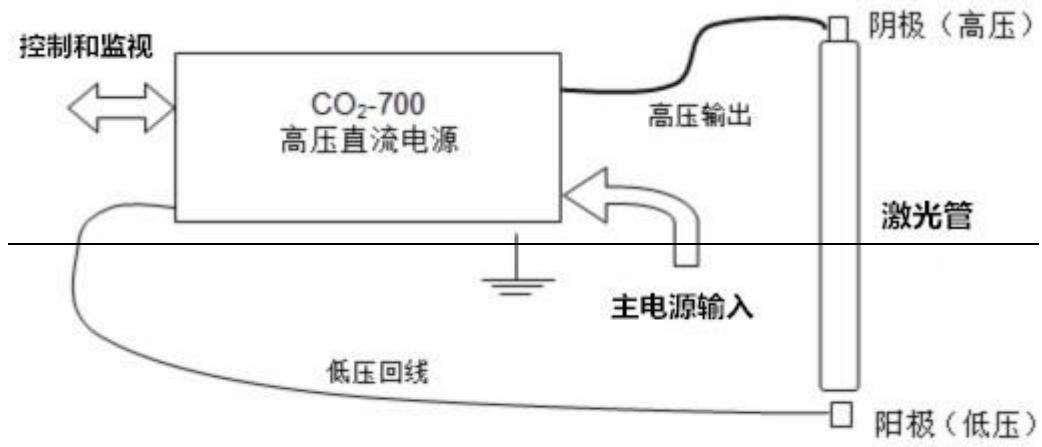 阴极（高压）
控制和监视
CO₂-700
高压直流电源
高压输出
激光管
主电源输入
低压回线
阳极（低压）